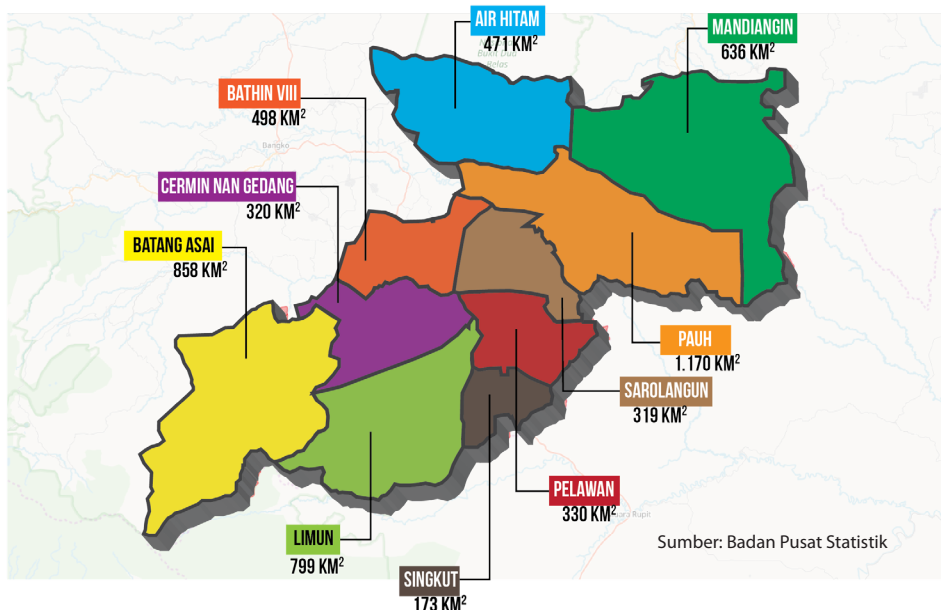 AIR HITAM
471 KM²
MANDIANGIN
636 KM²
BATHIN VIII
498 KM²
Bangko
CERMIN NAN GEDANG
320 KM²
BATANG ASAI
858 KM²
PAUH
1.170 KM²
SAROLANGUN
319 KM²
PELAWAN
330 KM²
Rupit
LIMUN
799 KM²
Sumber: Badan Pusat Statistik
SINGKUT
173 KM²